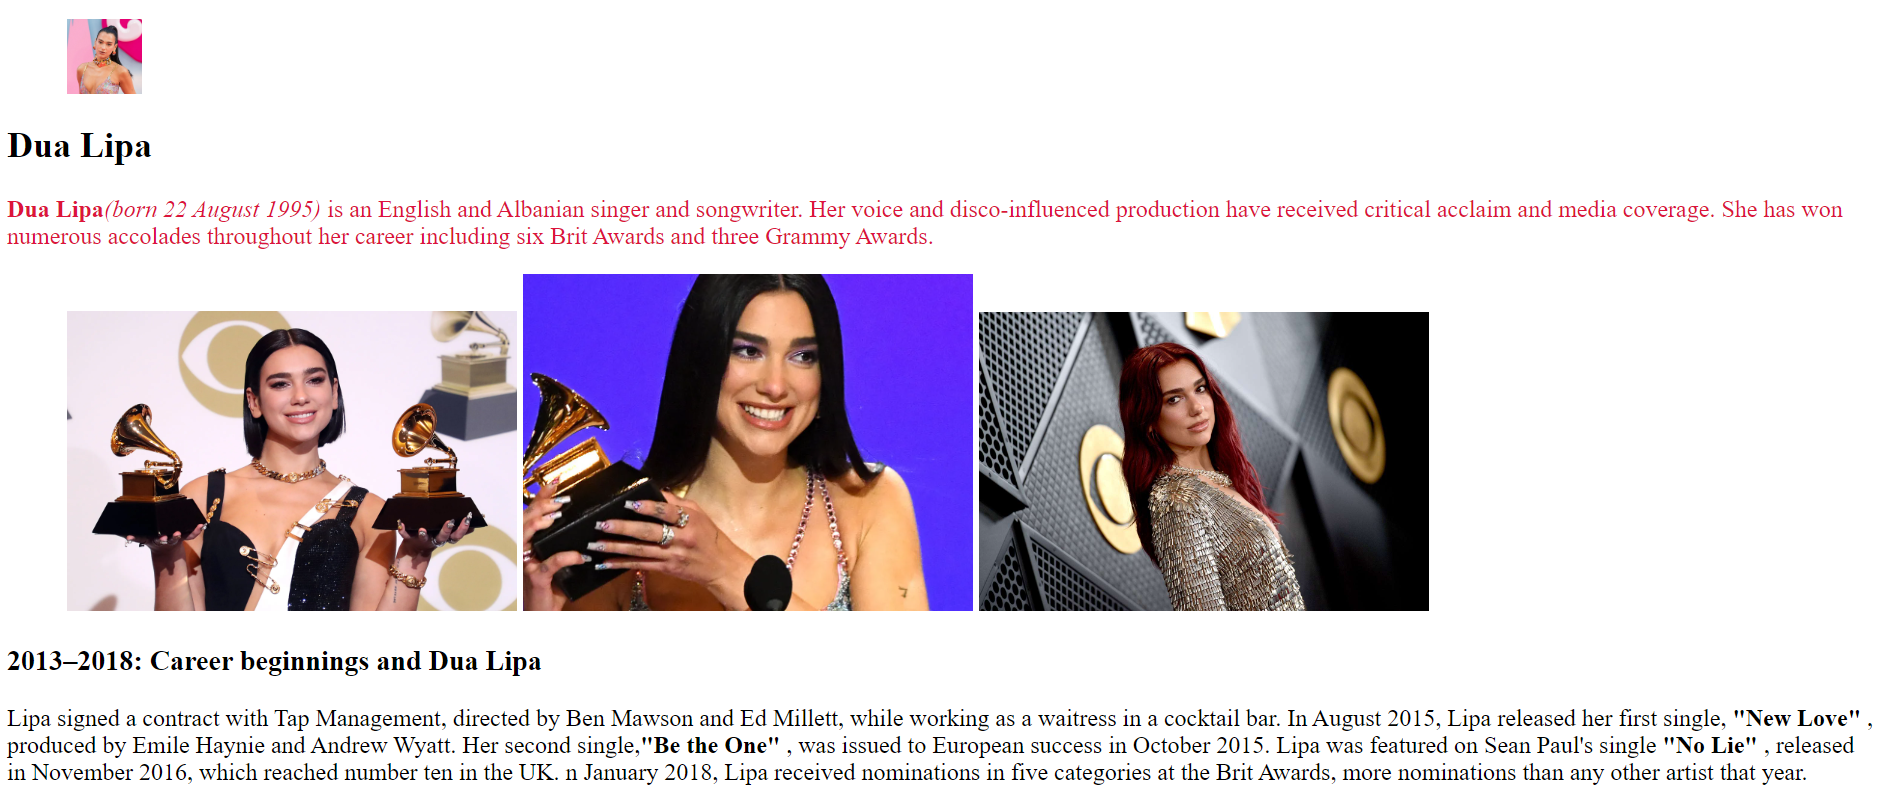 Dua Lipa
Dua Lipa(born 22 August 1995) is an English and Albanian singer and songwriter. Her voice and disco-influenced production have received critical acclaim and media coverage. She has won
numerous accolades throughout her career including six Brit Awards and three Grammy Awards.
2013–2018: Career beginnings and Dua Lipa
Lipa signed a contract with Tap Management, directed by Ben Mawson and Ed Millett, while working as a waitress in a cocktail bar. In August 2015, Lipa released her first single, "New Love" ,
produced by Emile Haynie and Andrew Wyatt. Her second single,"Be the One" , was issued to European success in October 2015. Lipa was featured on Sean Paul's single "No Lie" , released
in November 2016, which reached number ten in the UK. n January 2018, Lipa received nominations in five categories at the Brit Awards, more nominations than any other artist that year.